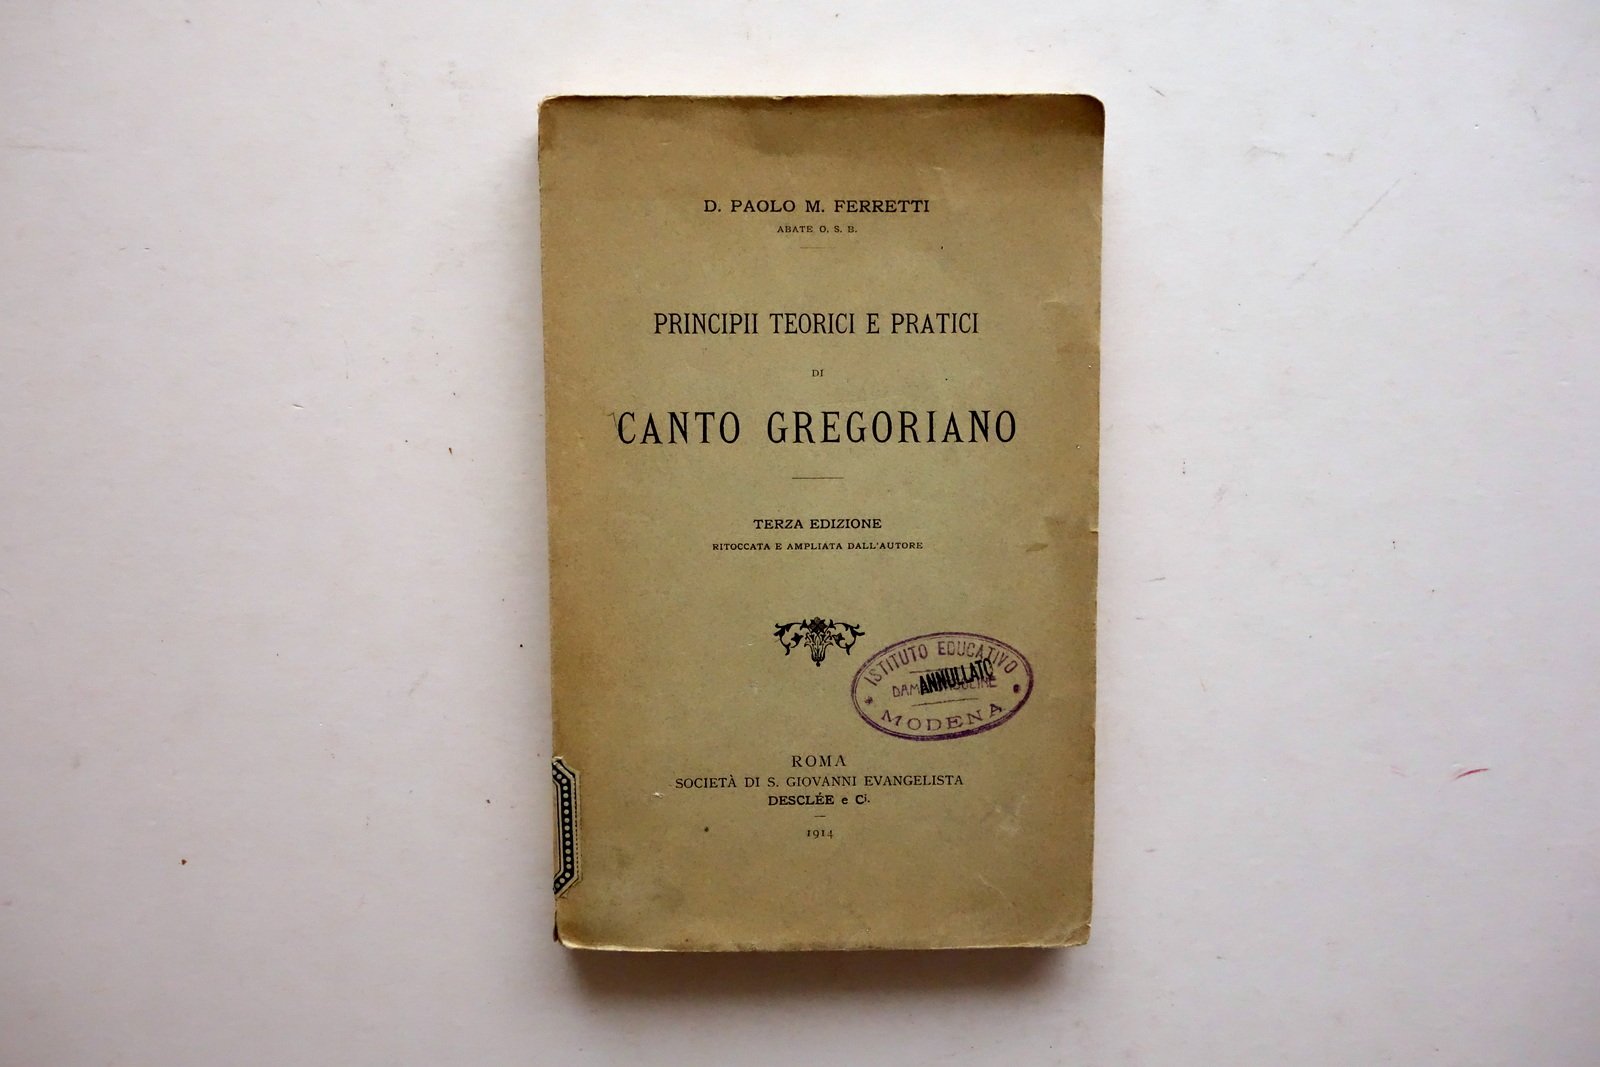 D. PAOLO M. FERRETTI
ABATE O. S. B.
PRINCIPII TEORICI E PRATICI
DI
CANTO GREGORIANO
TERZA EDIZIONE
RITOCCATA E AMPLIATA DALL'AUTORE
ISTITUTO EDUCATIVO
ANNULLATO
MODENA
ROMA
SOCIETÀ DI S. GIOVANNI EVANGELISTA
DESCLÉE e Ci.
1914